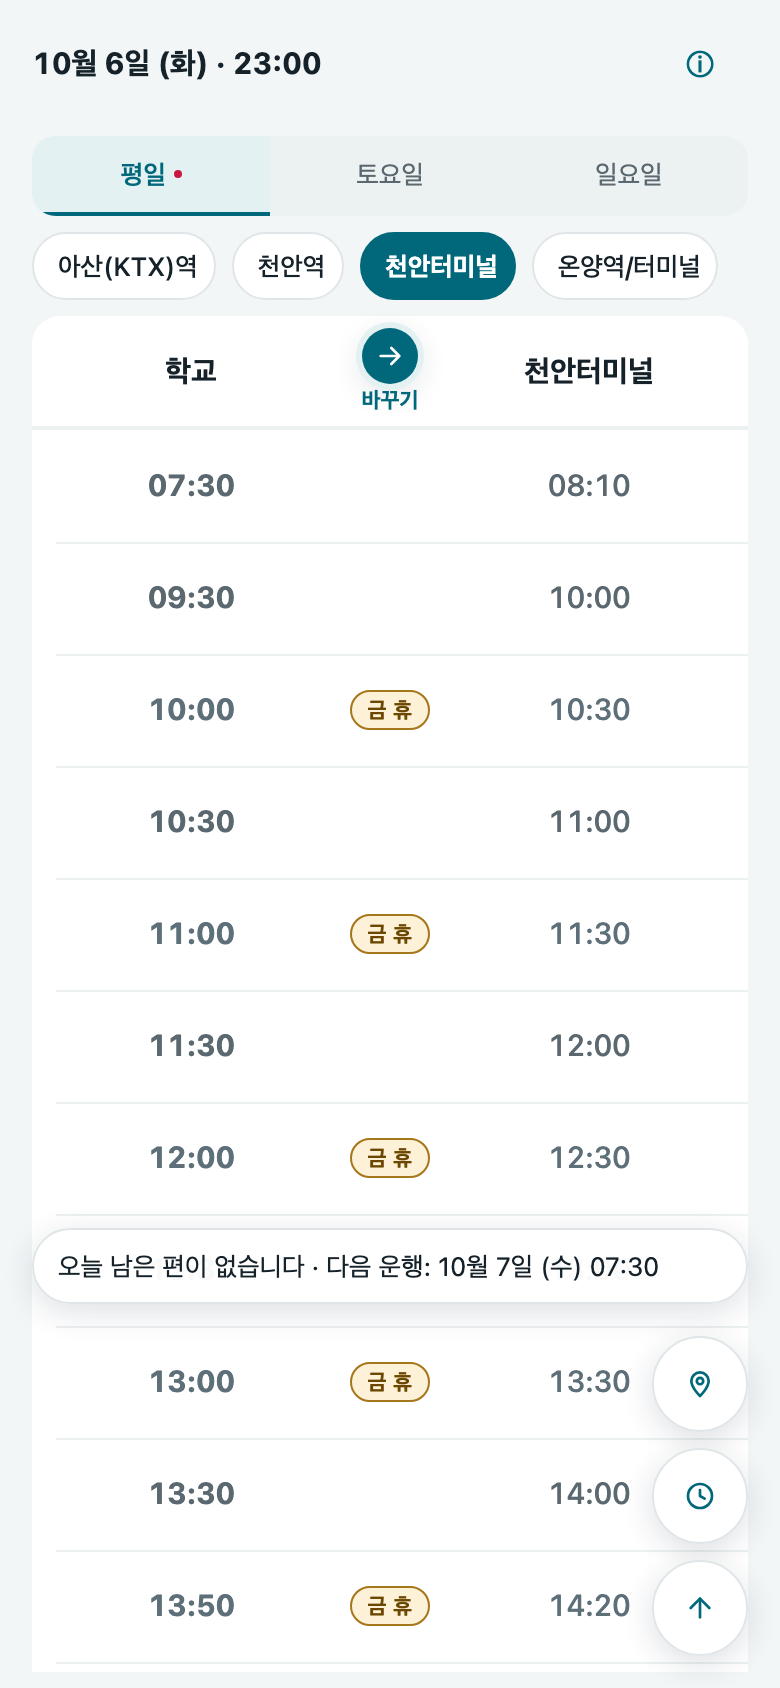 10월 6일 (화) · 23:00
평일 토요일 일요일
아산(KTX)역 천안역 천안터미널 온양역/터미널
학교 천안터미널
바꾸기
07:30 08:10
09:30 10:00
10:00 금 휴 10:30
10:30 11:00
11:00 금 휴 11:30
11:30 12:00
12:00 금 휴 12:30
오늘 남은 편이 없습니다 · 다음 운행: 10월 7일 (수) 07:30
13:00 금 휴 13:30
13:30 14:00
13:50 금 휴 14:20